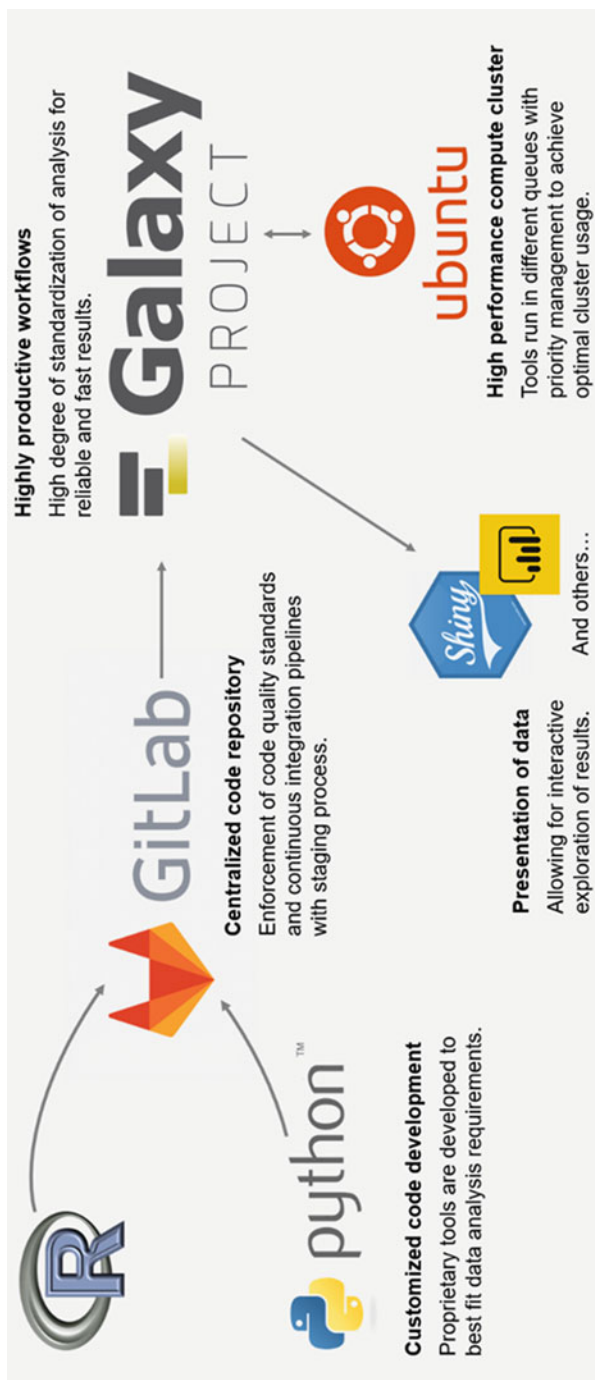 R
python™
Customized code development
Proprietary tools are developed to
best fit data analysis requirements.
GitLab
Centralized code repository
Enforcement of code quality standards
and continuous integration pipelines
with staging process.
Highly productive workflows
High degree of standardization of analysis for
reliable and fast results.
Galaxy
PROJECT
ubuntu
High performance compute cluster
Tools run in different queues with
priority management to achieve
optimal cluster usage.
Shiny
And others...
Presentation of data
Allowing for interactive
exploration of results.